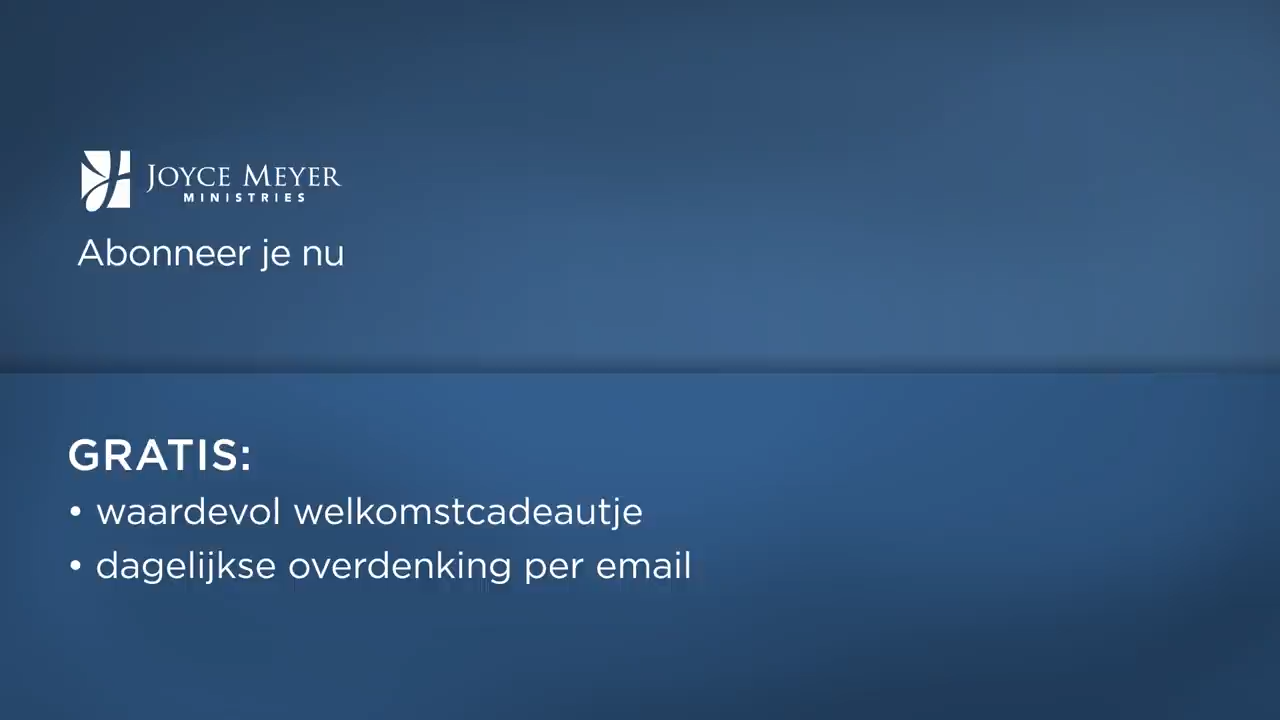 JOYCE MEYER
MINISTRIES
Abonneer je nu
GRATIS:
• waardevol welkomstcadeautje
• dagelijkse overdenking per email